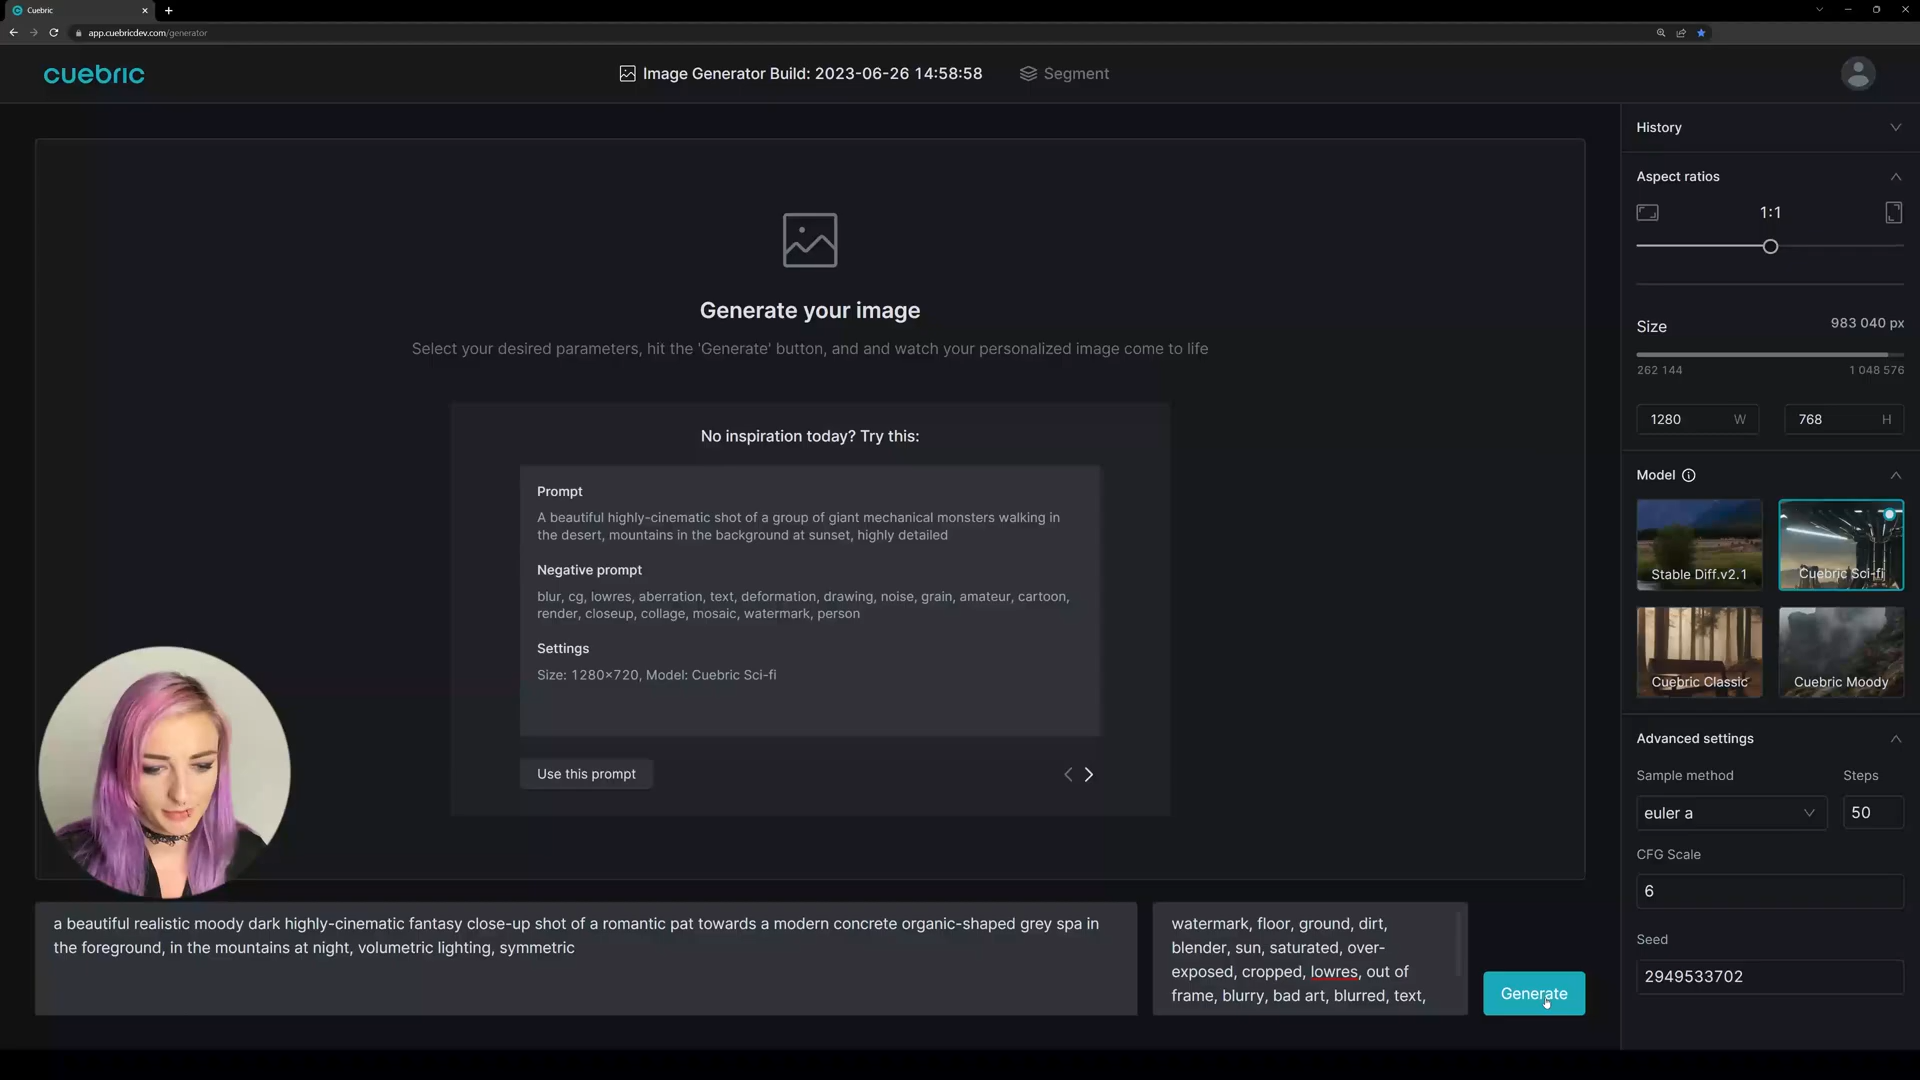 Cuebric
app.cuebricdev.com/generator
cuebric
Image Generator Build: 2023-06-26 14:58:58
Segment
Generate your image
Select your desired parameters, hit the 'Generate' button, and and watch your personalized image come to life
No inspiration today? Try this:
Prompt
A beautiful highly-cinematic shot of a group of giant mechanical monsters walking in
the desert, mountains in the background at sunset, highly detailed
Negative prompt
blur, cg, lowres, aberration, text, deformation, drawing, noise, grain, amateur, cartoon,
render, closeup, collage, mosaic, watermark, person
Settings
Size: 1280×720, Model: Cuebric Sci-fi
Use this prompt
a beautiful realistic moody dark highly-cinematic fantasy close-up shot of a romantic pat towards a modern concrete organic-shaped grey spa in
the foreground, in the mountains at night, volumetric lighting, symmetric
watermark, floor, ground, dirt,
blender, sun, saturated, over-
exposed, cropped, lowres, out of
frame, blurry, bad art, blurred, text,
Generate
History
Aspect ratios
1:1
Size
983 040 px
262 144
1 048 576
1280 W
768 H
Model
Stable Diff.v2.1
Cuebric Sci-fi
Cuebric Classic
Cuebric Moody
Advanced settings
Sample method
Steps
euler a
50
CFG Scale
6
Seed
2949533702